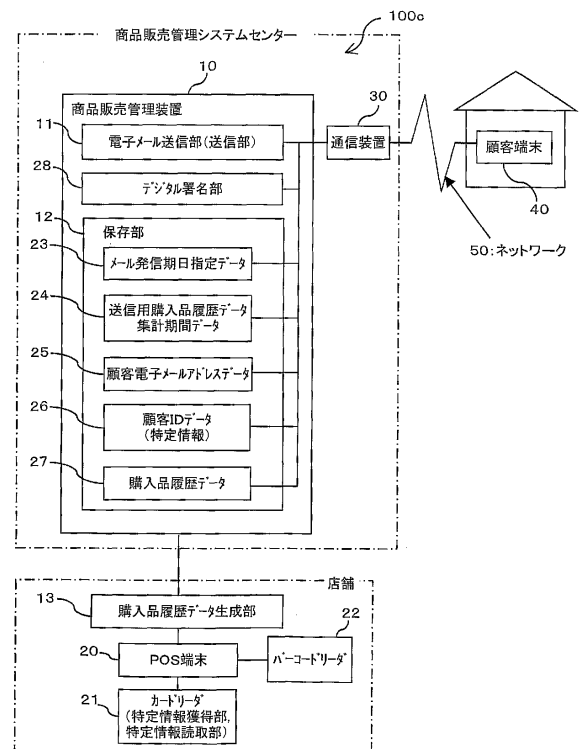 100c
商品販売管理システムセンター
10
商品販売管理装置
11
電子メール送信部(送信部)
30
通信装置
顧客端末
40
28
デジタル署名部
50:ネットワーク
12
保存部
23
メール発信期日指定データ
24
送信用購入品履歴データ
集計期間データ
25
顧客電子メールアドレスデータ
26
顧客IDデータ
(特定情報)
27
購入品履歴データ
店舗
13
購入品履歴データ生成部
22
20
POS端末
バーコードリーダ
21
カードリーダ
(特定情報獲得部,
特定情報読取部)